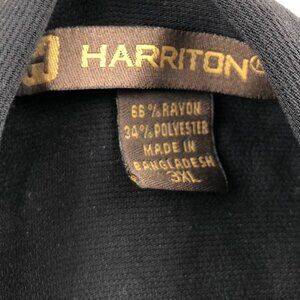 HARRITON®
66% RAYON
34% POLYESTER
MADE IN
BANGLADESH
3XL